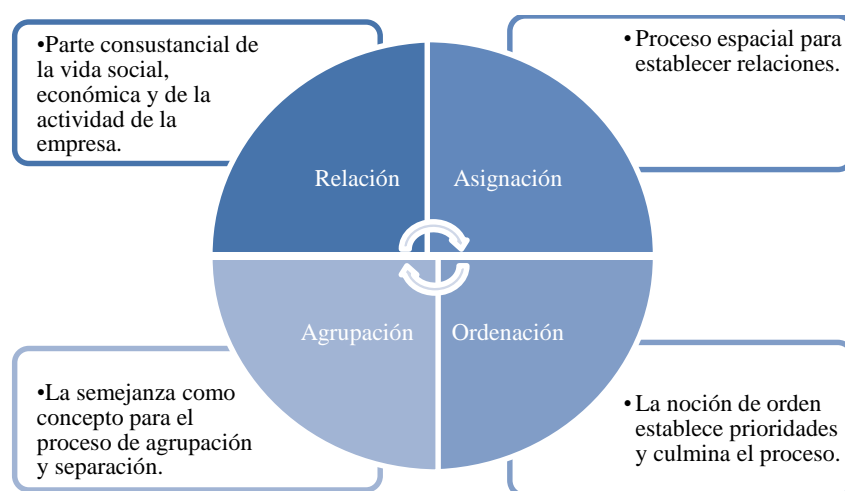 •Parte consustancial de
la vida social,
económica y de la
actividad de la
empresa.
• Proceso espacial para
establecer relaciones.
Relación
Asignación
Agrupación
Ordenación
•La semejanza como
concepto para el
proceso de agrupación
y separación.
• La noción de orden
establece prioridades
y culmina el proceso.